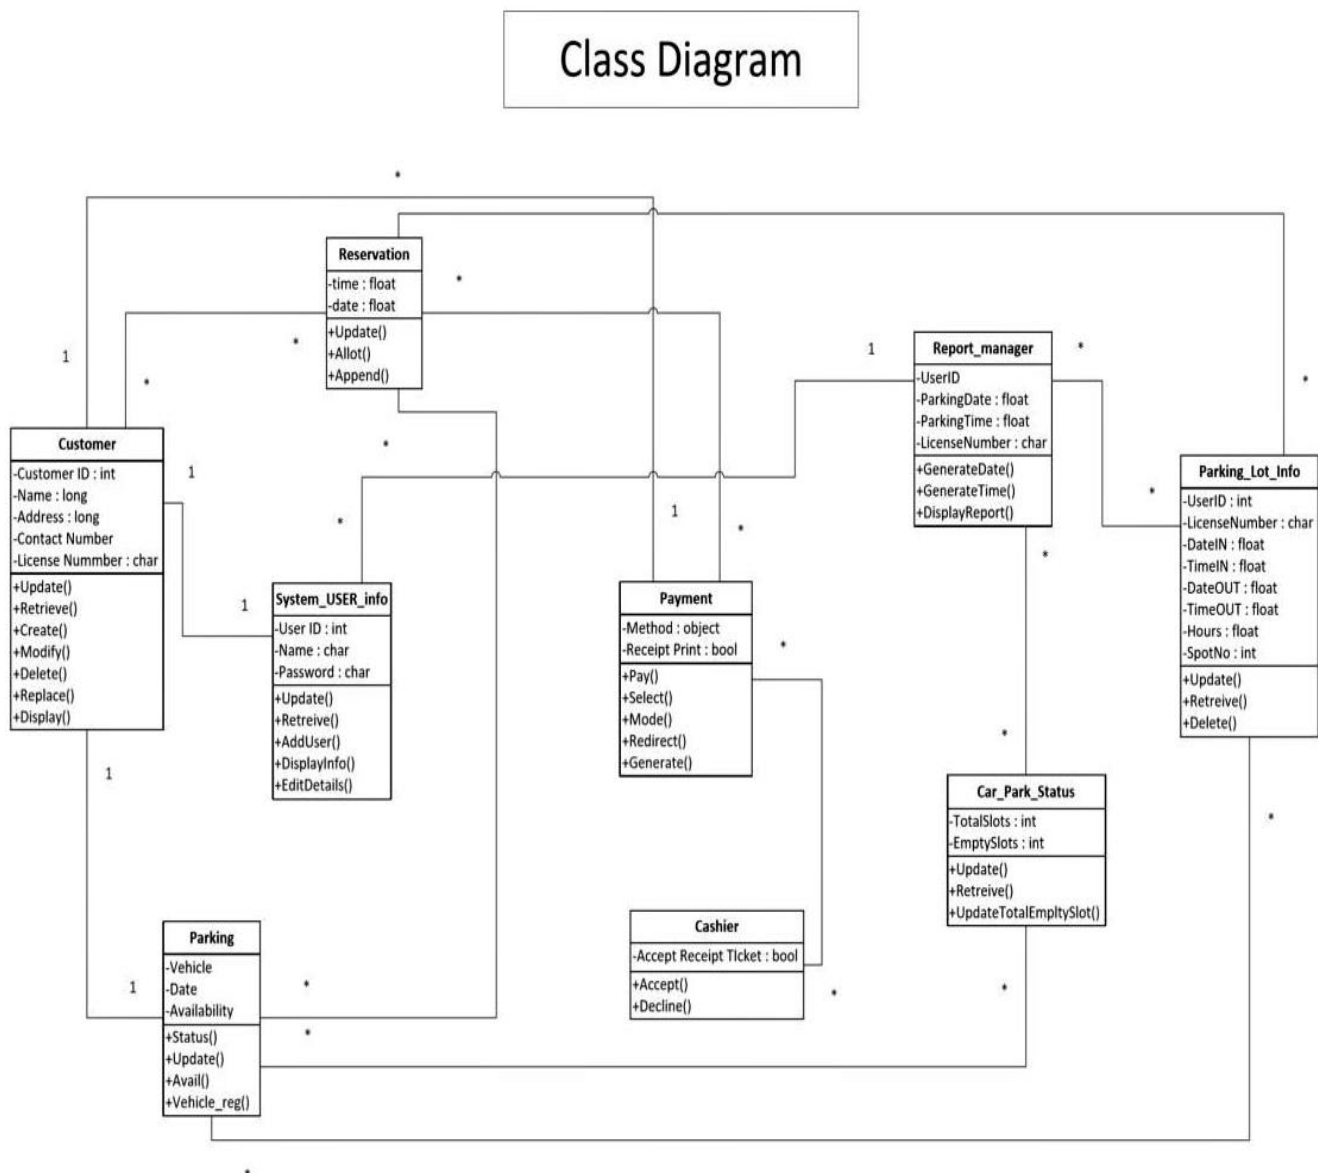 Class Diagram
*
Reservation
-time : float
-date : float
+Update()
+Allot()
+Append()
*
*
1
*
*
Customer
-Customer ID : int
-Name : long
-Address : long
-Contact Number
-License Nummber : char
+Update()
+Retrieve()
+Create()
+Modify()
+Delete()
+Replace()
+Display()
1
1
1
*
System_USER_info
-User ID : int
-Name : char
-Password : char
+Update()
+Retreive()
+AddUser()
+DisplayInfo()
+EditDetails()
1
*
Payment
-Method : object
-Receipt Print : bool
+Pay()
+Select()
+Mode()
+Redirect()
+Generate()
*
1
Report_manager
-UserID
-ParkingDate : float
-ParkingTime : float
-LicenseNumber : char
+GenerateDate()
+GenerateTime()
+DisplayReport()
*
*
*
*
Parking_Lot_Info
-UserID : int
-LicenseNumber : char
-DateIN : float
-TimeIN : float
-DateOUT : float
-TimeOUT : float
-Hours : float
-SpotNo : int
+Update()
+Retreive()
+Delete()
*
*
Car_Park_Status
-TotalSlots : int
-EmptySlots : int
+Update()
+Retreive()
+UpdateTotalEmpltySlot()
*
Cashier
-Accept Receipt TIcket : bool
+Accept()
+Decline()
*
1
Parking
-Vehicle
-Date
-Availability
+Status()
+Update()
+Avail()
+Vehicle_reg()
*
*
*